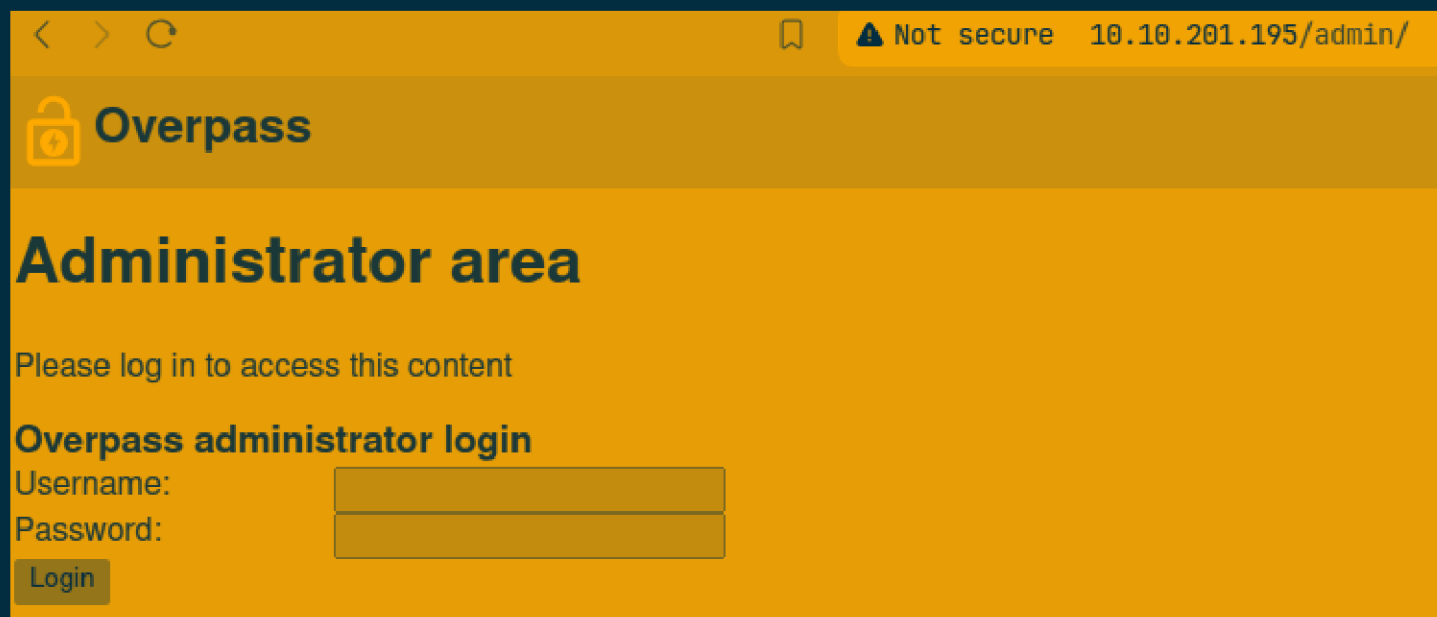 Not secure 10.10.201.195/admin/
Overpass
Administrator area
Please log in to access this content
Overpass administrator login
Username:
Password:
Login